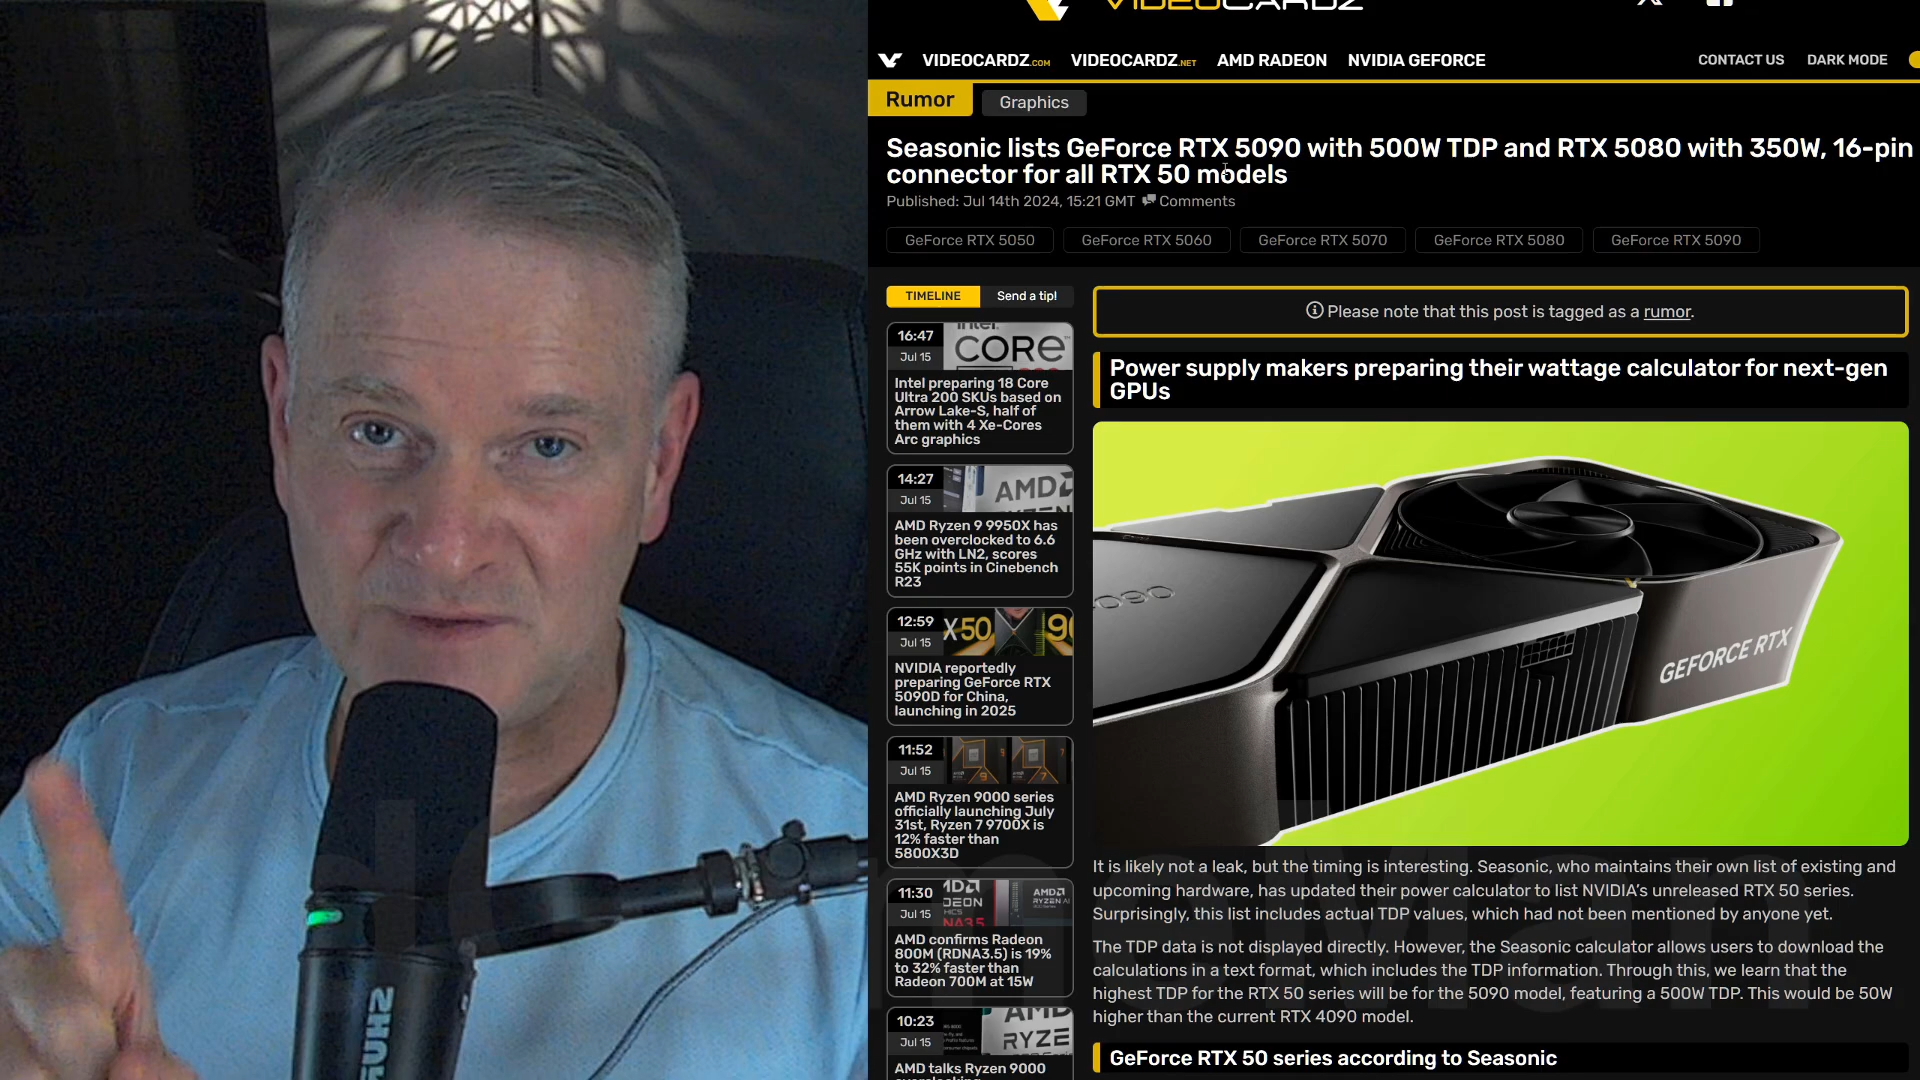 VIDEOCARDZ
VIDEOCARDZ.COM VIDEOCARDZ.NET AMD RADEON NVIDIA GEFORCE CONTACT US DARK MODE
Rumor Graphics
Seasonic lists GeForce RTX 5090 with 500W TDP and RTX 5080 with 350W, 16-pin
connector for all RTX 50 models
Published: Jul 14th 2024, 15:21 GMT Comments
GeForce RTX 5050 GeForce RTX 5060 GeForce RTX 5070 GeForce RTX 5080 GeForce RTX 5090
TIMELINE Send a tip!
16:47
Jul 15
intel.
CORE
Intel preparing 18 Core
Ultra 200 SKUs based on
Arrow Lake-S, half of
them with 4 Xe-Cores
Arc graphics
14:27
Jul 15
AMD
RYZEN
AMD Ryzen 9 9950X has
been overclocked to 6.6
GHz with LN2, scores
55K points in Cinebench
R23
12:59
Jul 15
X50 90
NVIDIA reportedly
preparing GeForce RTX
5090D for China,
launching in 2025
11:52
Jul 15
9 7
AMD Ryzen 9000 series
officially launching July
31st, Ryzen 7 9700X is
12% faster than
5800X3D
11:30
Jul 15
AMD
RYZEN AI
AMD confirms Radeon
800M (RDNA3.5) is 19%
to 32% faster than
Radeon 700M at 15W
10:23
Jul 15
AMD
RYZE
AMD talks Ryzen 9000
Please note that this post is tagged as a rumor.
Power supply makers preparing their wattage calculator for next-gen
GPUs
GEFORCE RTX
It is likely not a leak, but the timing is interesting. Seasonic, who maintains their own list of existing and
upcoming hardware, has updated their power calculator to list NVIDIA's unreleased RTX 50 series.
Surprisingly, this list includes actual TDP values, which had not been mentioned by anyone yet.
The TDP data is not displayed directly. However, the Seasonic calculator allows users to download the
calculations in a text format, which includes the TDP information. Through this, we learn that the
highest TDP for the RTX 50 series will be for the 5090 model, featuring a 500W TDP. This would be 50W
higher than the current RTX 4090 model.
GeForce RTX 50 series according to Seasonic